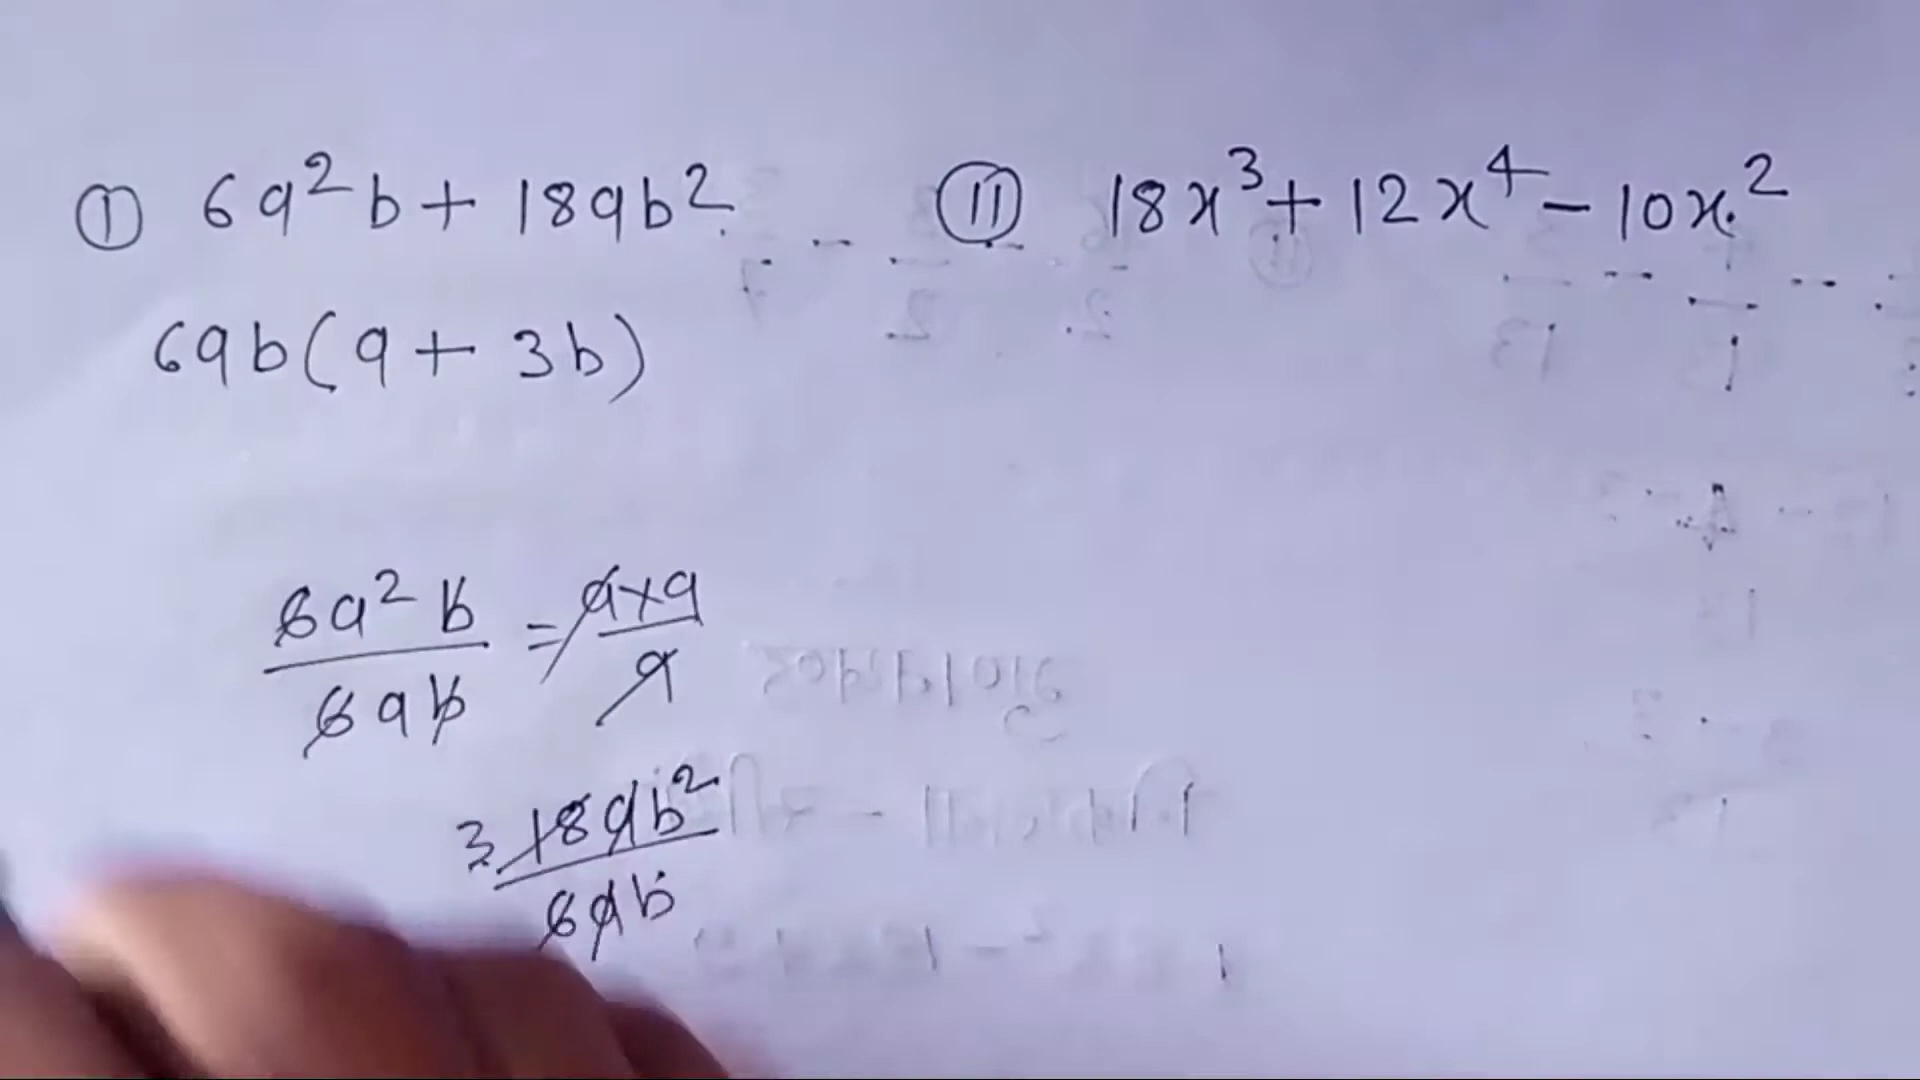 ① 6a²b + 18ab²
6ab(a + 3b)
6a²b/6ab = a×a/a
3 18ab²/6ab
⑪ 18x³ + 12x⁴ - 10x²